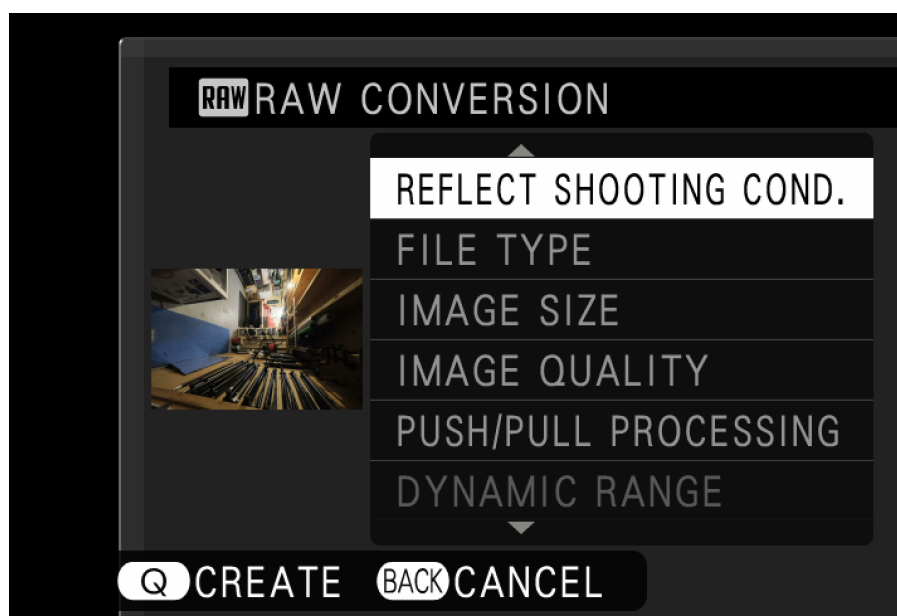 RAW RAW CONVERSION
REFLECT SHOOTING COND.
FILE TYPE
IMAGE SIZE
IMAGE QUALITY
PUSH/PULL PROCESSING
DYNAMIC RANGE
Q CREATE BACK CANCEL